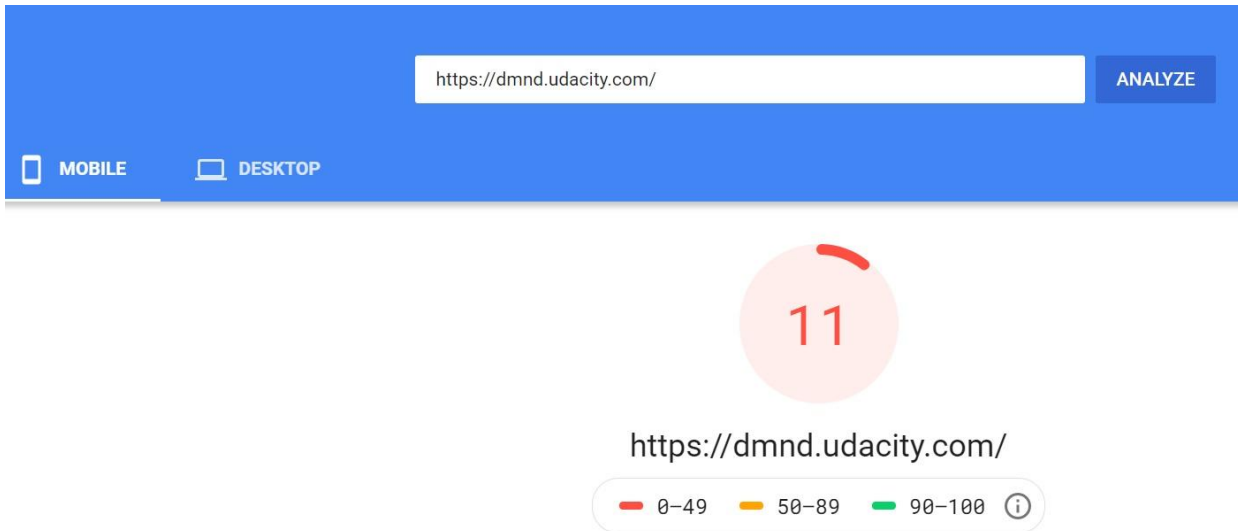 https://dmnd.udacity.com/ ANALYZE
MOBILE DESKTOP
11
https://dmnd.udacity.com/
0–49 50–89 90–100